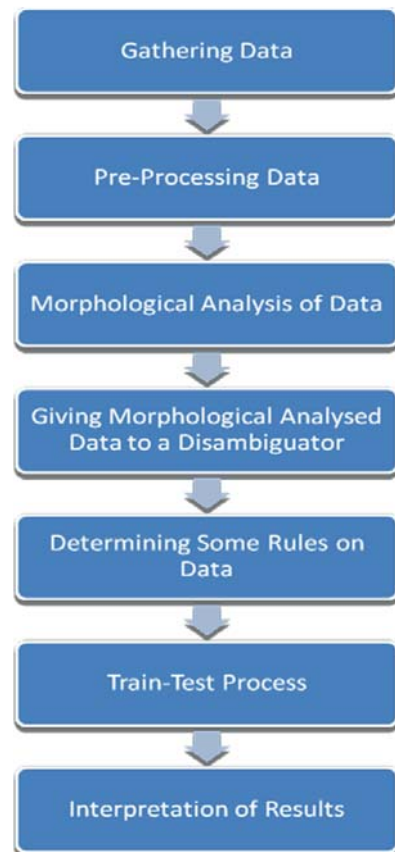 Gathering Data
Pre-Processing Data
Morphological Analysis of Data
Giving Morphological Analysed
Data to a Disambiguator
Determining Some Rules on
Data
Train-Test Process
Interpretation of Results